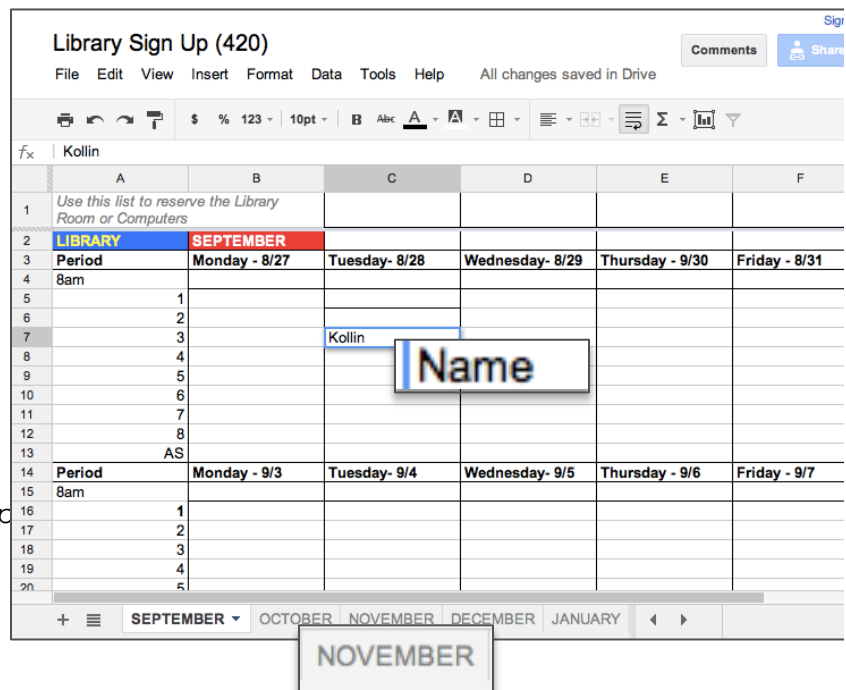 Sign
Library Sign Up (420)
Comments
Share
File Edit View Insert Format Data Tools Help All changes saved in Drive
$ % 123 10pt B Abc A A Σ
fx Kollin
A B C D E F
1 Use this list to reserve the Library
Room or Computers
2 LIBRARY SEPTEMBER
3 Period Monday - 8/27 Tuesday- 8/28 Wednesday- 8/29 Thursday - 9/30 Friday - 8/31
4 8am
5 1
6 2
7 3 Kollin
Name
8 4
9 5
10 6
11 7
12 8
13 AS
14 Period Monday - 9/3 Tuesday- 9/4 Wednesday- 9/5 Thursday - 9/6 Friday - 9/7
15 8am
16 1
17 2
18 3
19 4
20 5
+ SEPTEMBER OCTOBER NOVEMBER DECEMBER JANUARY
NOVEMBER